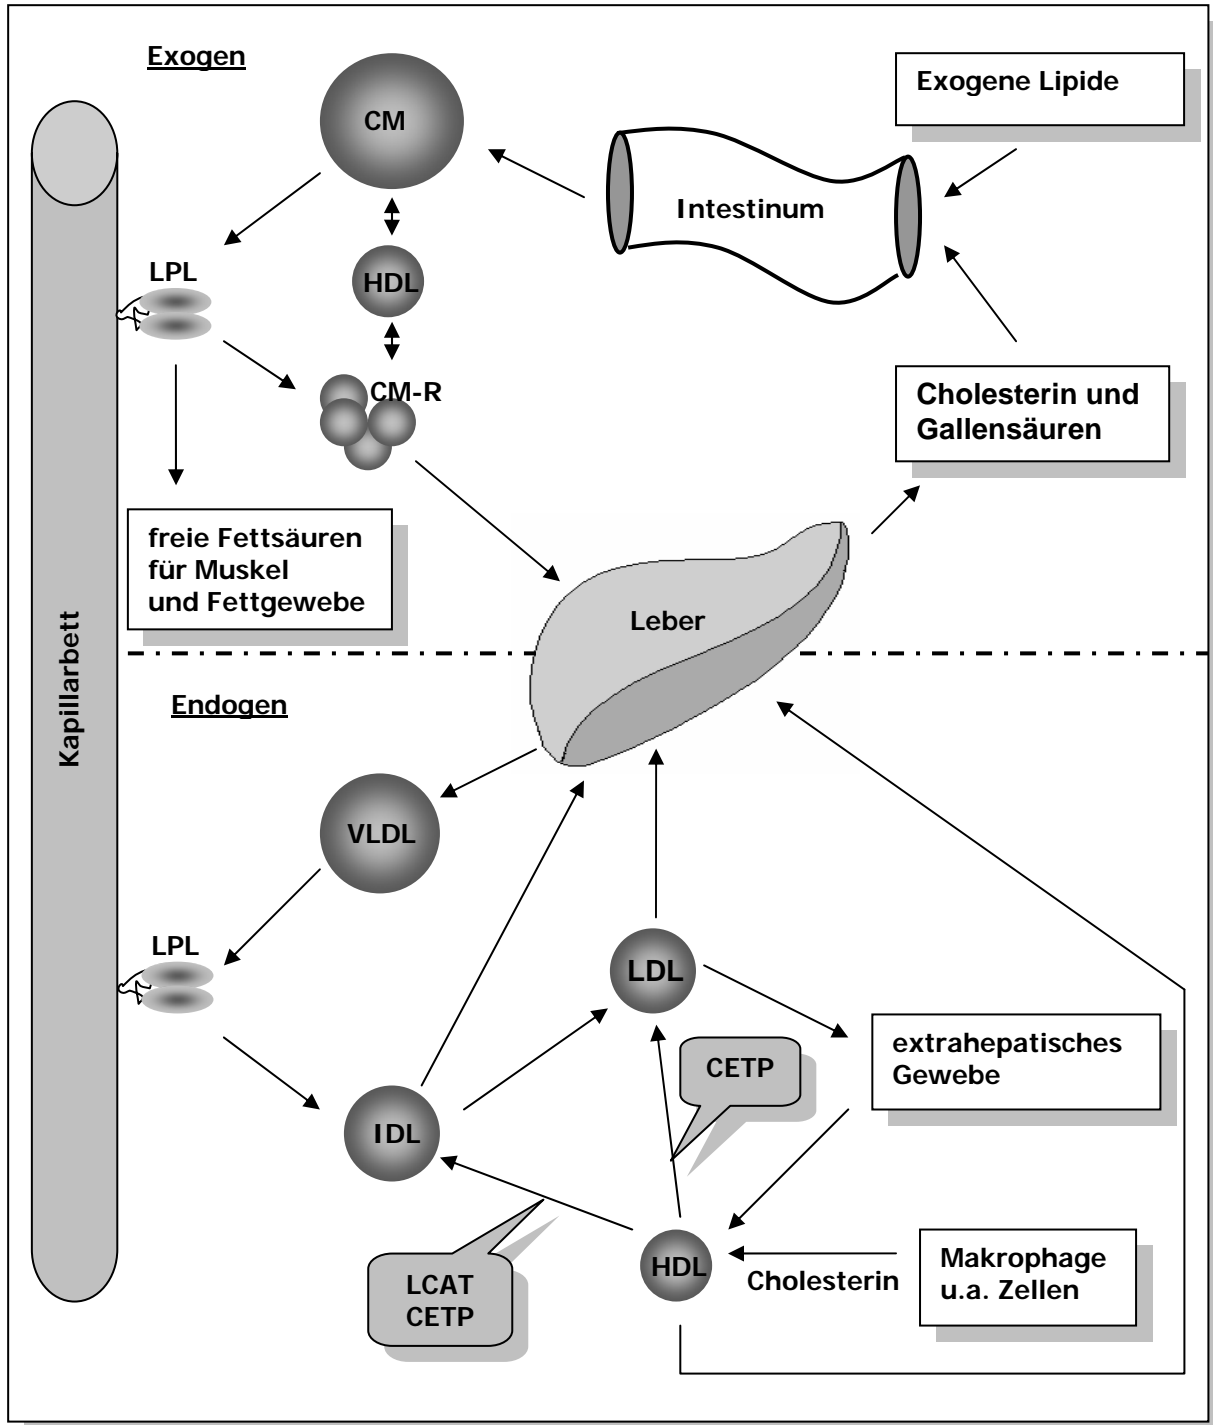 Exogen
CM
Exogene Lipide
Intestinum
LPL
HDL
CM-R
Cholesterin und
Gallensäuren
freie Fettsäuren
für Muskel
und Fettgewebe
Leber
Kapillarbett
Endogen
VLDL
LPL
LDL
extrahepatisches
Gewebe
CETP
IDL
HDL
Cholesterin
Makrophage
u.a. Zellen
LCAT
CETP